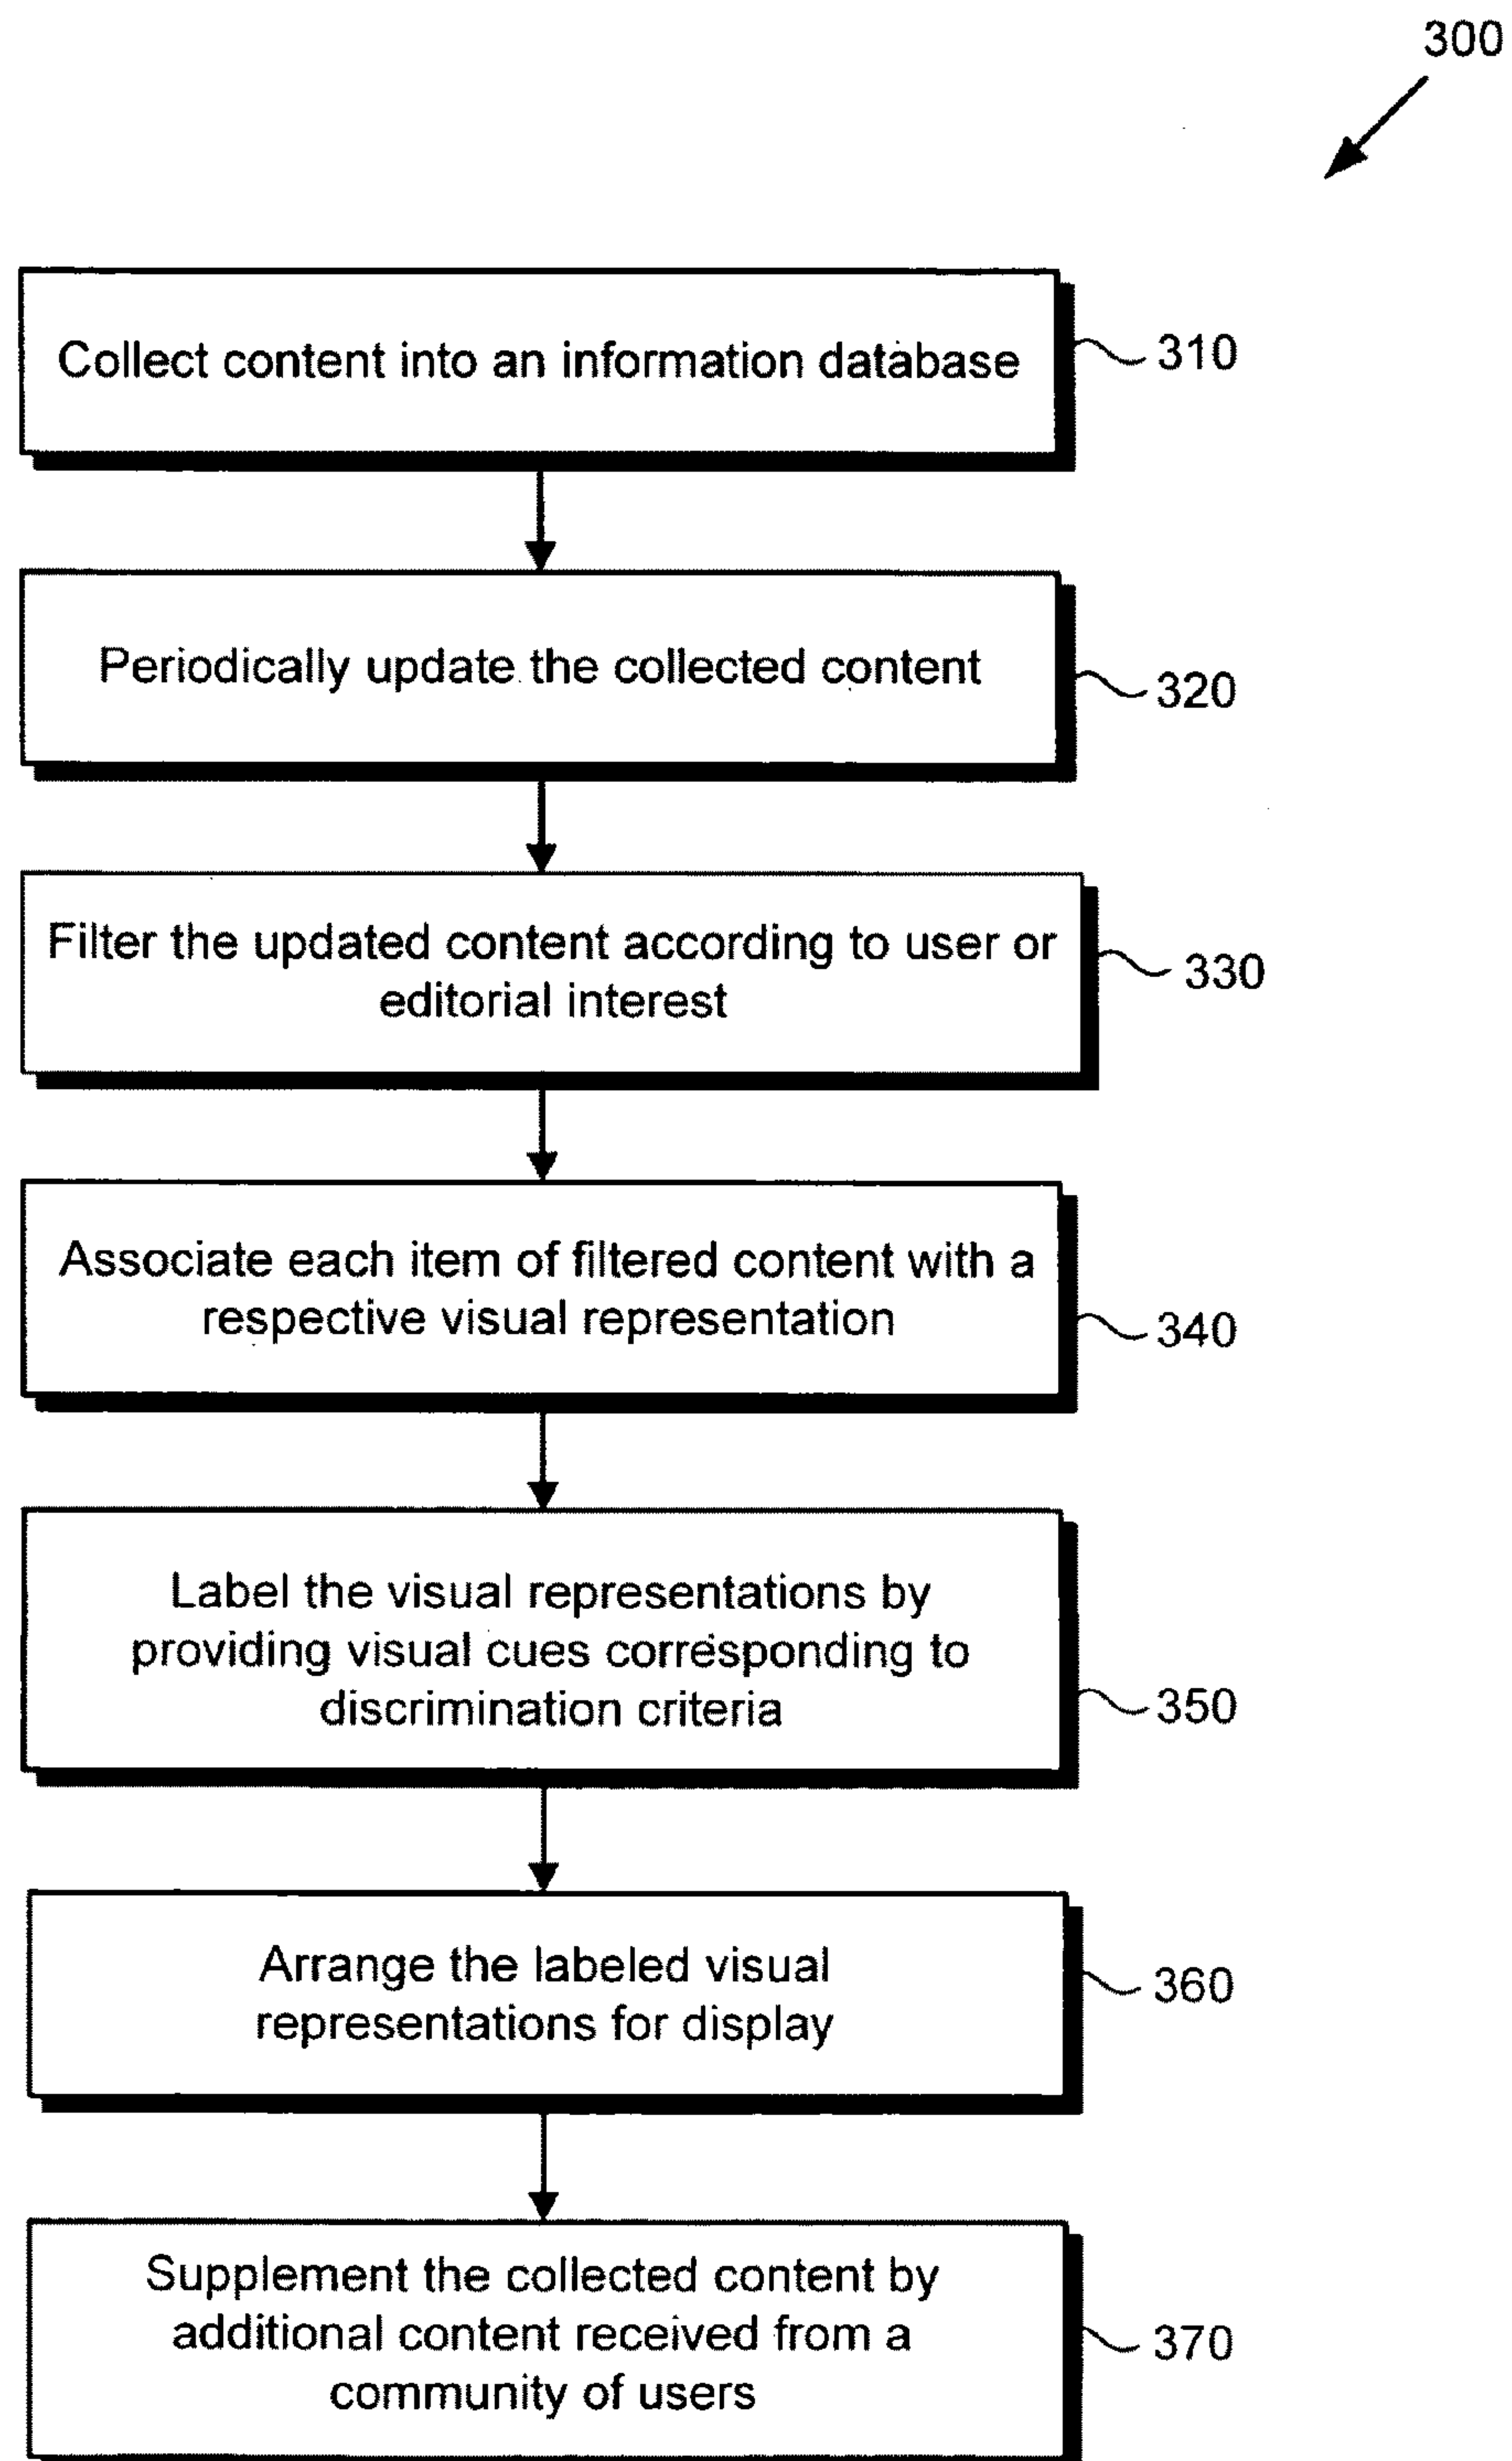 300
Collect content into an information database
310
Periodically update the collected content
320
Filter the updated content according to user or
editorial interest
330
Associate each item of filtered content with a
respective visual representation
340
Label the visual representations by
providing visual cues corresponding to
discrimination criteria
350
Arrange the labeled visual
representations for display
360
Supplement the collected content by
additional content received from a
community of users
370